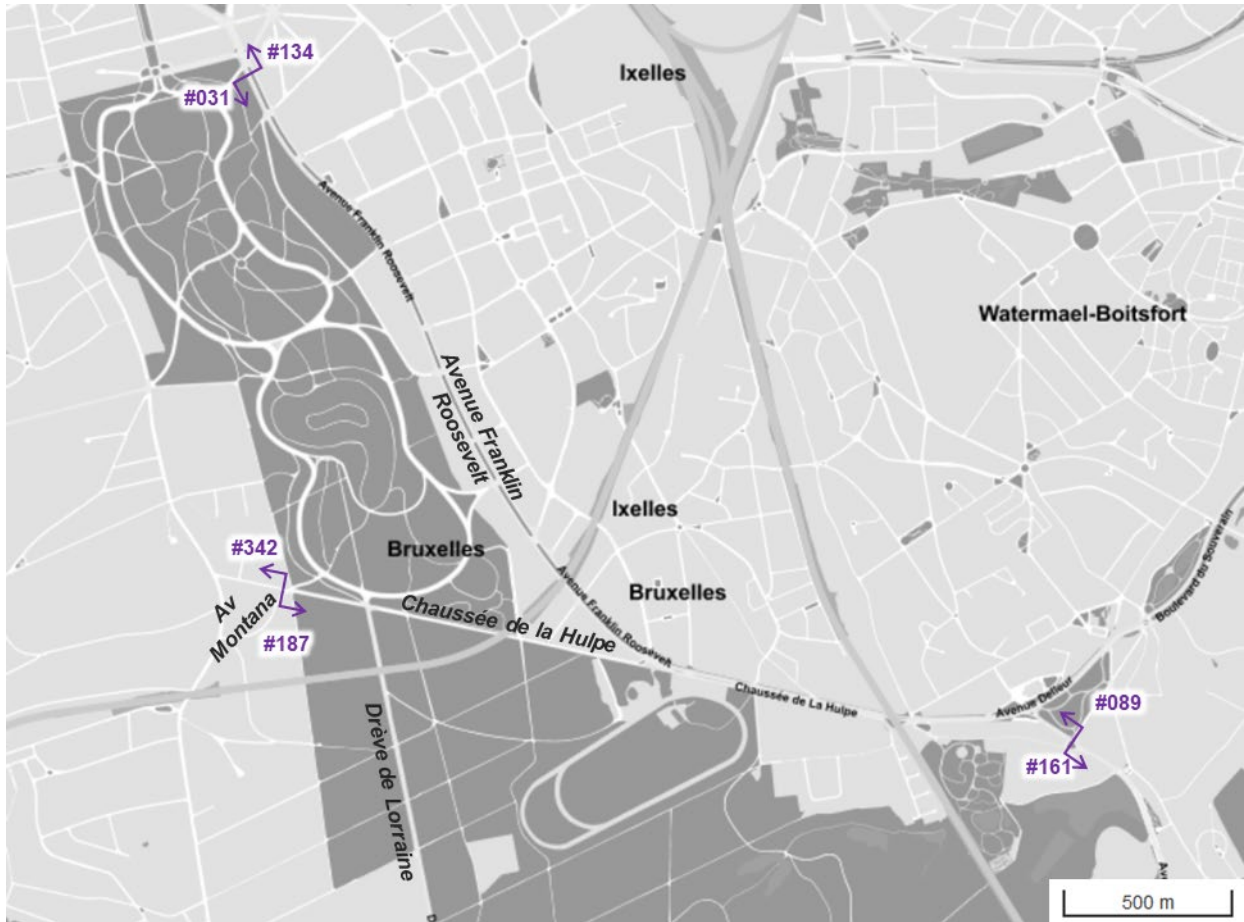 #134
Ixelles
#031
Avenue Franklin Roosevelt
Watermael-Boitsfort
Avenue Franklin
Roosevelt
Ixelles
#342
Bruxelles
Avenue Franklin Roosevelt
Bruxelles
Boulevard du Souverain
Av
Montana
Chaussée de la Hulpe
#187
Chaussée de La Hulpe
Avenue Delleur
#089
Drève de Lorraine
#161
500 m